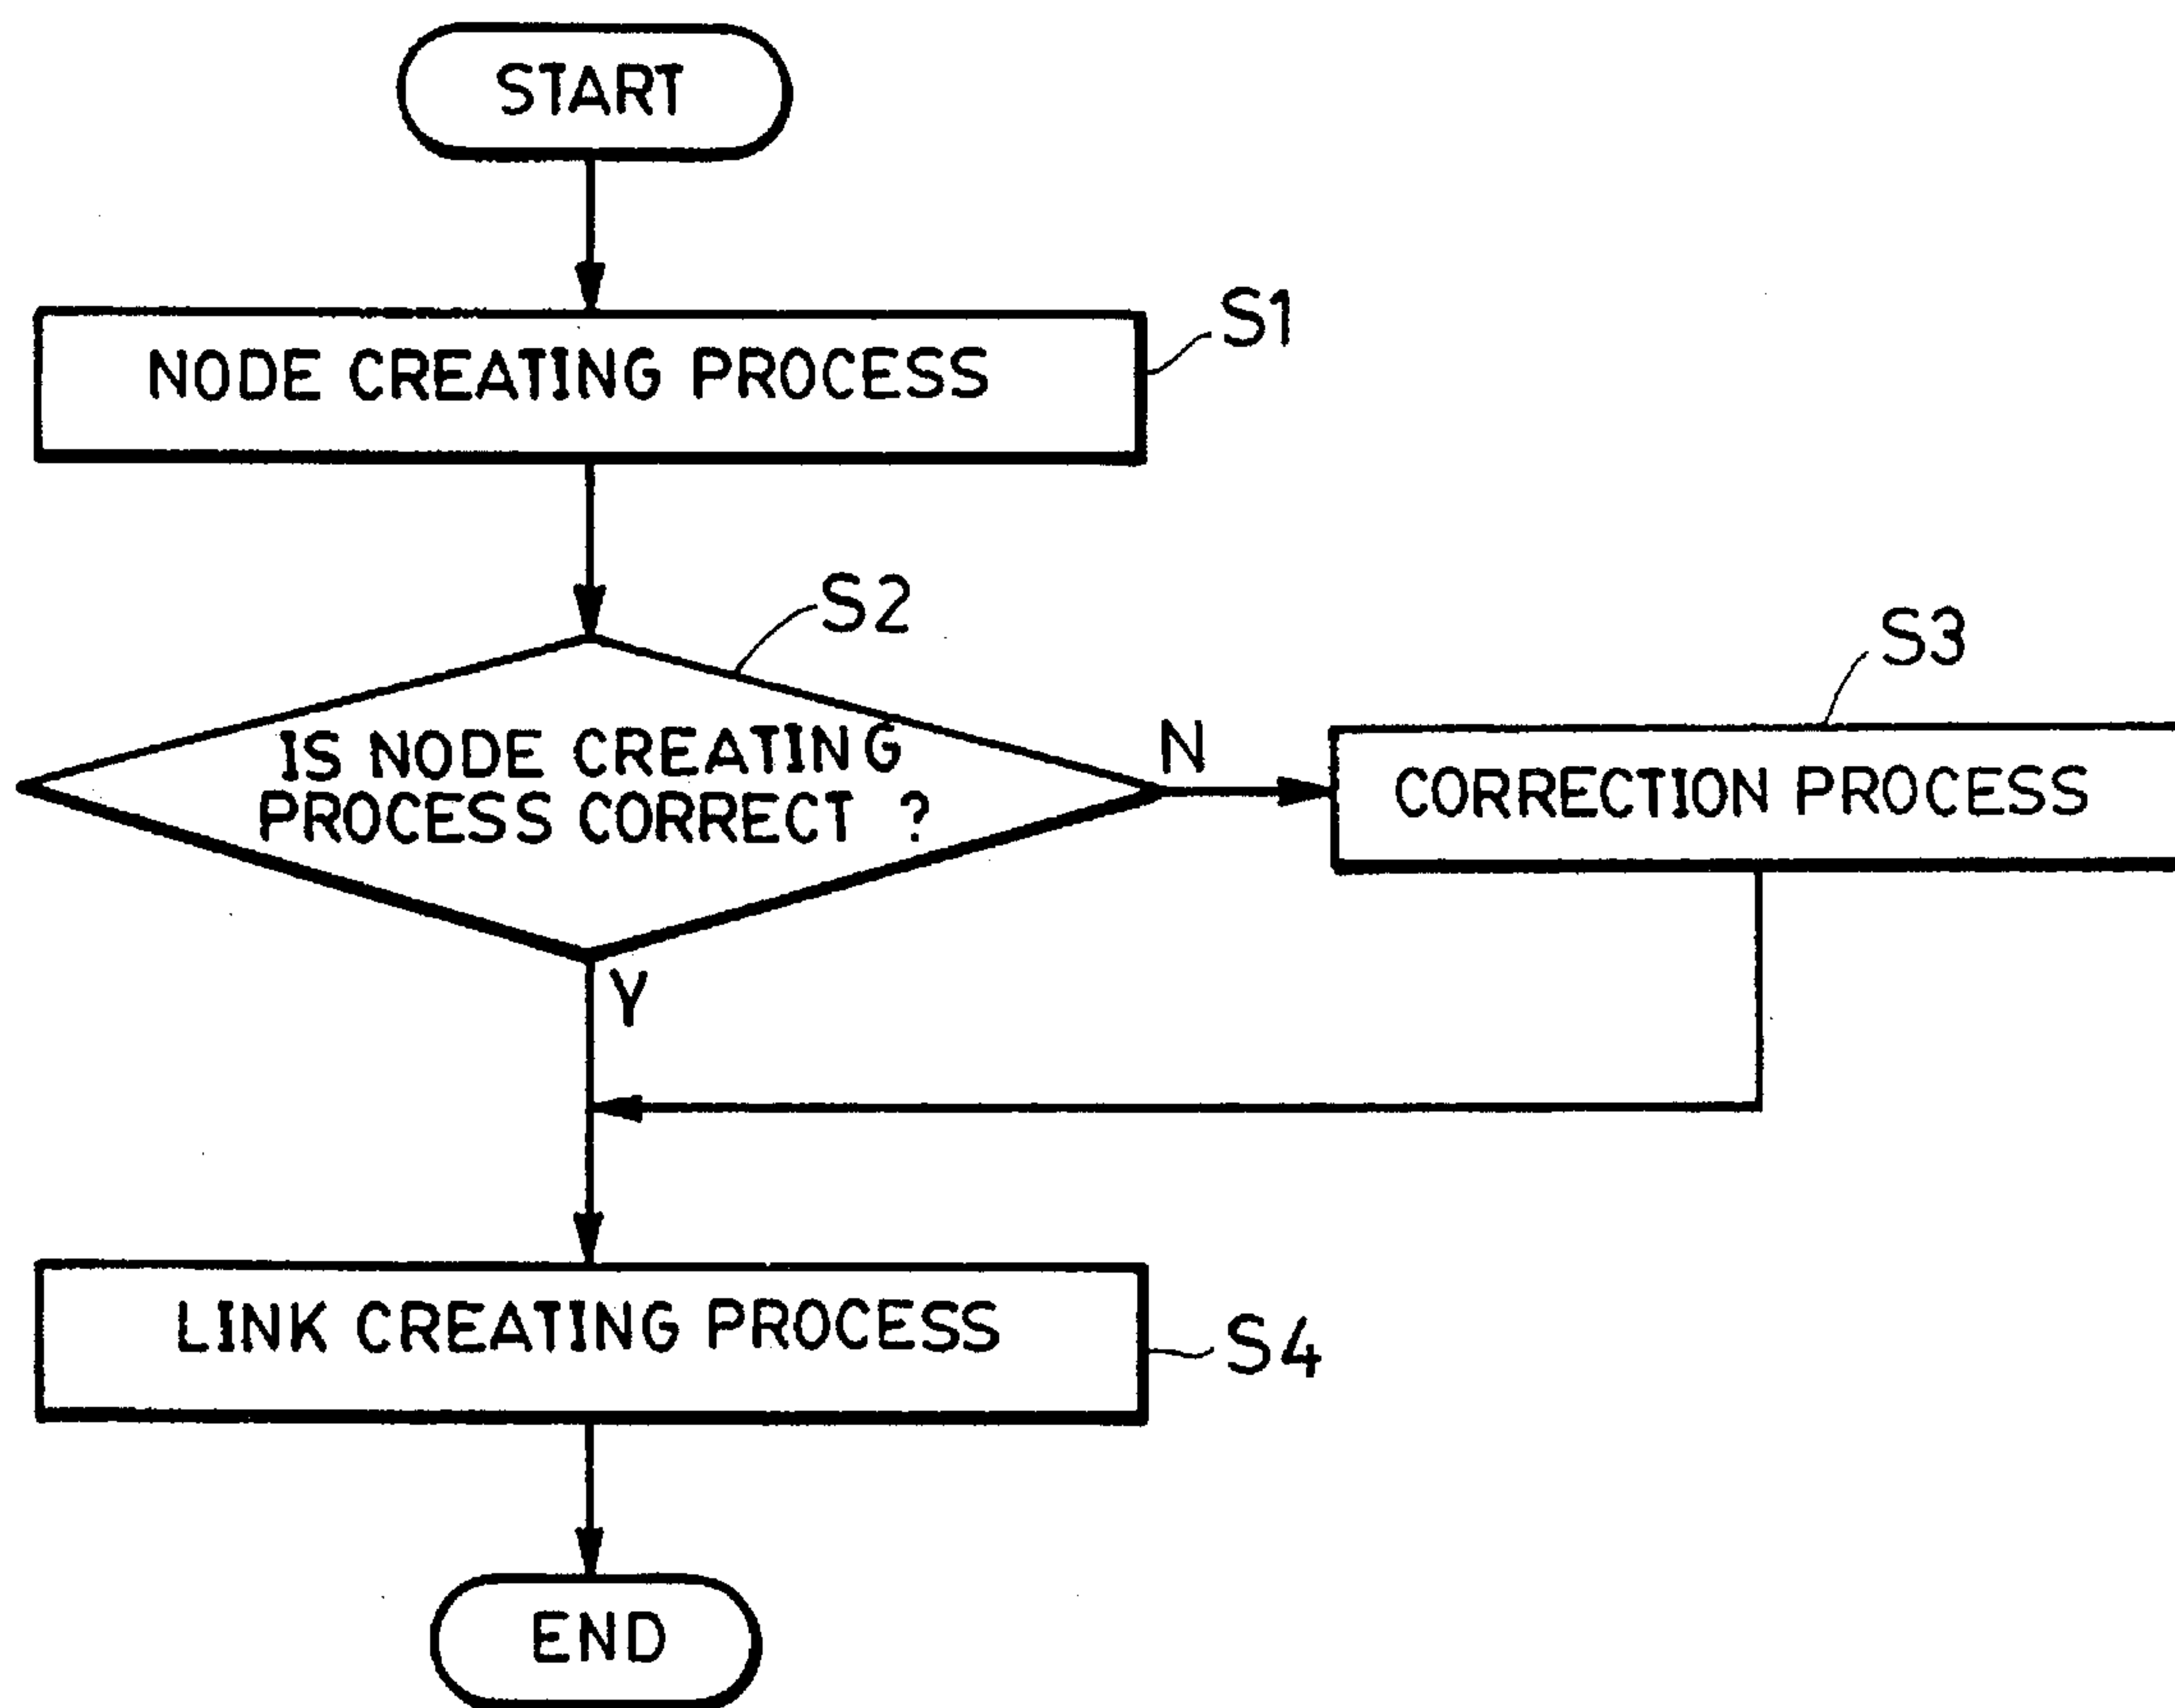 START
NODE CREATING PROCESS
S1
S2
IS NODE CREATING
PROCESS CORRECT ?
N
S3
CORRECTION PROCESS
Y
LINK CREATING PROCESS
S4
END